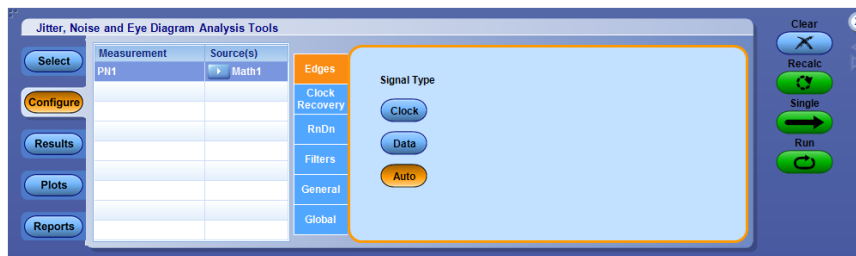 Jitter, Noise and Eye Diagram Analysis Tools
Clear
Select
Measurement Source(s)
PN1 Math1
Edges
Signal Type
Recalc
Configure
Clock
Recovery
Clock
Single
Results
RnDn
Data
Run
Filters
Plots
General
Auto
Reports
Global